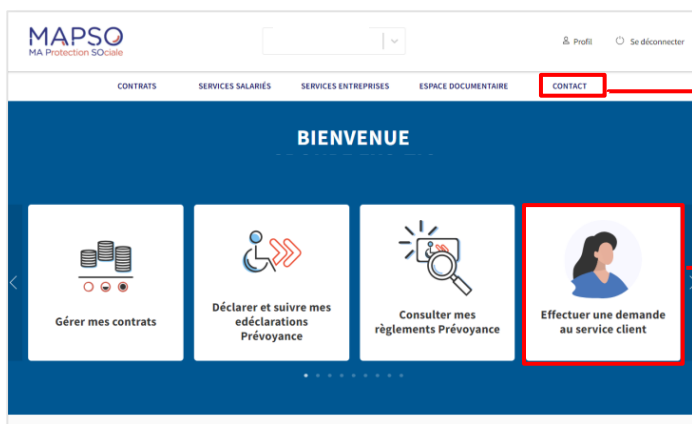 MAPSO
MA Protection SOciale
Profil
Se déconnecter
CONTRATS
SERVICES SALARIÉS
SERVICES ENTREPRISES
ESPACE DOCUMENTAIRE
CONTACT
BIENVENUE
Gérer mes contrats
Déclarer et suivre mes
edéclarations
Prévoyance
Consulter mes
règlements Prévoyance
Effectuer une demande
au service client